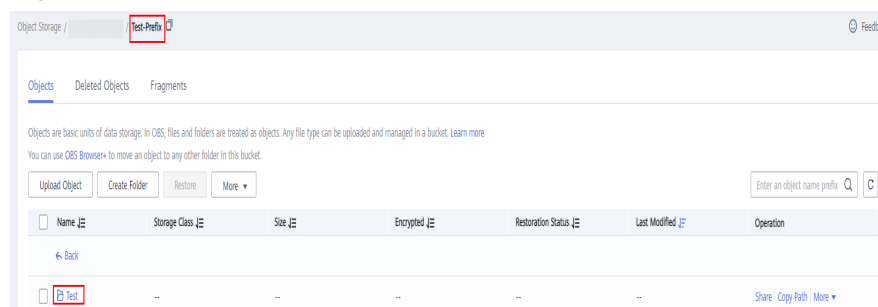 Object Storage / / Test-Prefix
Feedb
Objects Deleted Objects Fragments
Objects are basic units of data storage. In OBS, files and folders are treated as objects. Any file type can be uploaded and managed in a bucket. Learn more
You can use OBS Browser+ to move an object to any other folder in this bucket.
Upload Object Create Folder Restore More
Enter an object name prefix
Name Storage Class Size Encrypted Restoration Status Last Modified Operation
Back
Test -- -- -- -- -- Share Copy Path More